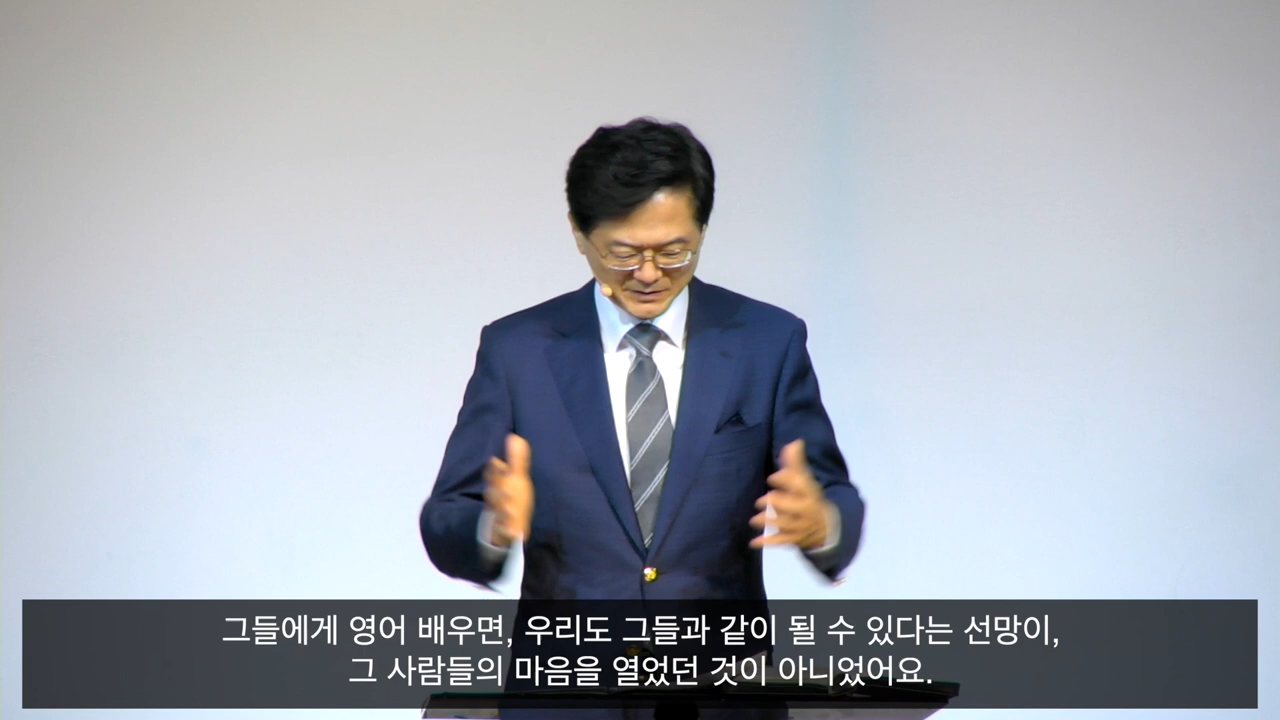 그들에게 영어 배우면, 우리도 그들과 같이 될 수 있다는 선망이,
그 사람들의 마음을 열었던 것이 아니었어요.